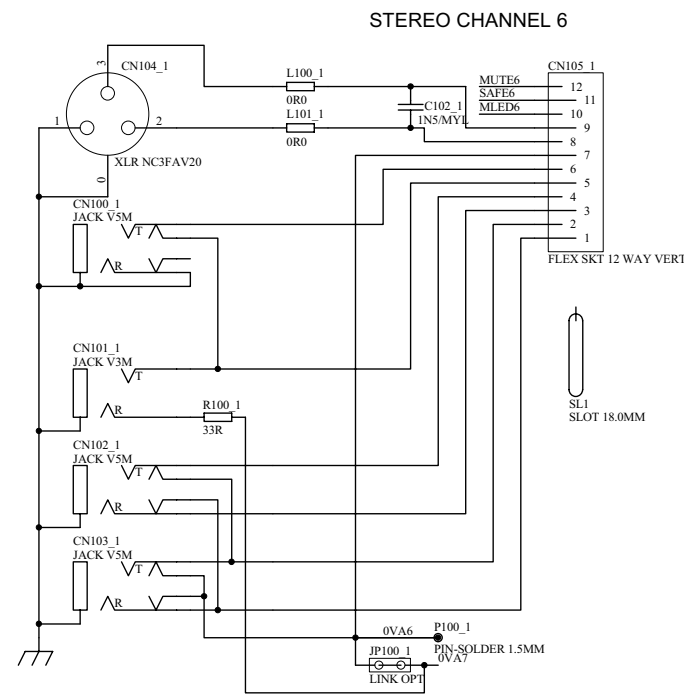 STEREO CHANNEL 6
CN104_1
3
1
2
0
XLR NC3FAV20
L100_1
0R0
L101_1
0R0
C102_1
1N5/MYL
CN105_1
MUTE6
SAFE6
MLED6
12
11
10
9
8
7
6
5
4
3
2
1
FLEX SKT 12 WAY VERT
CN100_1
JACK V5M
T
R
CN101_1
JACK V3M
T
R
R100_1
33R
SL1
SLOT 18.0MM
CN102_1
JACK V5M
T
R
CN103_1
JACK V5M
T
R
0VA6
P100_1
PIN-SOLDER 1.5MM
JP100_1
0VA7
LINK OPT